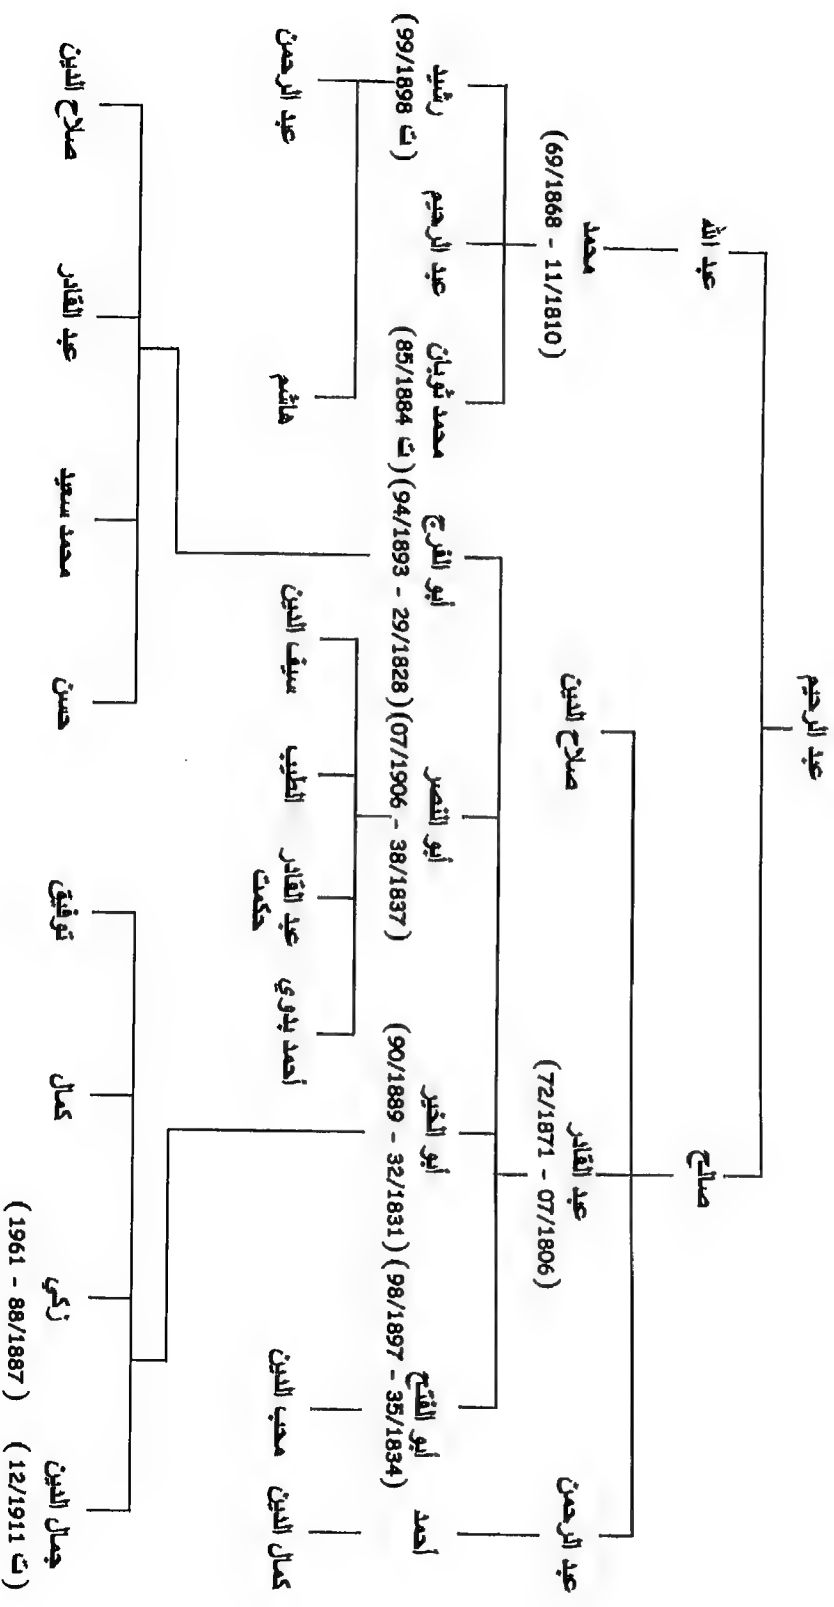 عبد الرحيم
صالح
عبد الله
عبد الرحمن
عبد القادر
(72/1871 - 07/1806)
صلاح الدين
محمد
(69/1868 - 11/1810)
أحمد
أبو الفتح
(98/1897 - 35/1834)
أبو الخير
(90/1889 - 32/1831)
أبو النصر
(07/1906 - 38/1837)
أبو الفرج
(94/1893 - 29/1828)
محمد ثوبان
(ت 85/1884)
عبد الرحيم
رشيد
(ت 99/1898)
كمال الدين
محب الدين
أحمد بدوي
عبد القادر
حكمت
الطيب
سيف الدين
هاشم
عبد الرحمن
جمال الدين
(ت 12/1911)
زكي
(1961 - 88/1887)
كمال
توفيق
حسن
محمد سعيد
عبد القادر
صلاح الدين